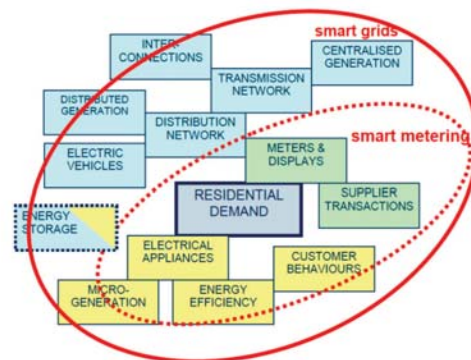 smart grids
INTER-
CONNECTIONS
CENTRALISED
GENERATION
TRANSMISSION
NETWORK
DISTRIBUTED
GENERATION
DISTRIBUTION
NETWORK
smart metering
ELECTRIC
VEHICLES
METERS &
DISPLAYS
RESIDENTIAL
DEMAND
SUPPLIER
TRANSACTIONS
ENERGY
STORAGE
ELECTRICAL
APPLIANCES
CUSTOMER
BEHAVIOURS
MICRO-
GENERATION
ENERGY
EFFICIENCY